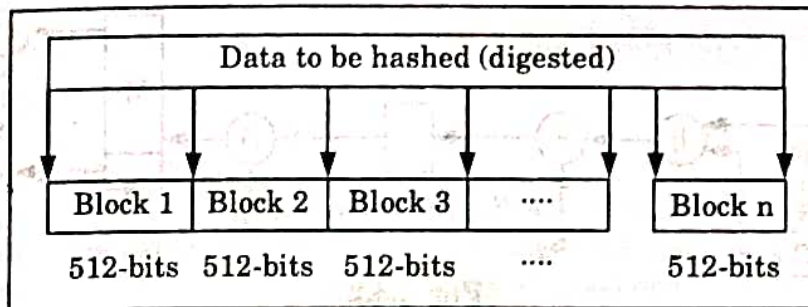 Data to be hashed (digested)
Block 1 Block 2 Block 3 .... Block n
512-bits 512-bits 512-bits .... 512-bits